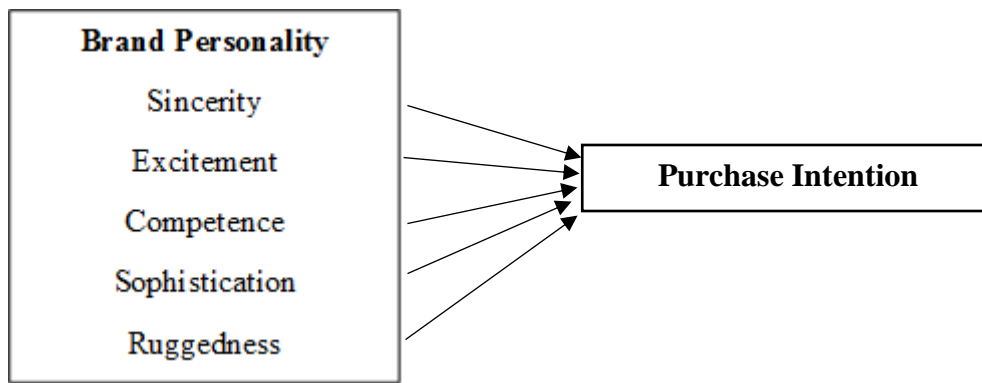 Brand Personality
Sincerity
Excitement
Competence
Sophistication
Ruggedness
Purchase Intention